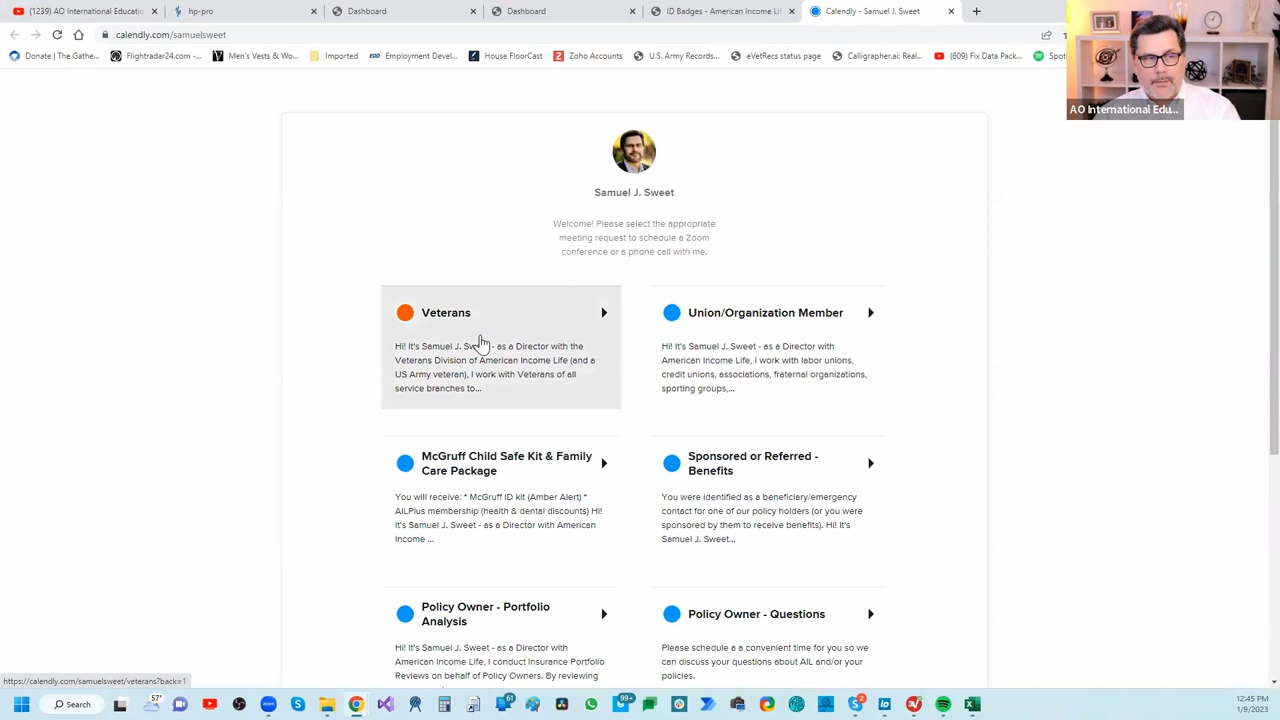 (1239) AO International Educatio
hp-pro
Dashboard
Dashboard
ID Badges - American Income Li
Calendly - Samuel J. Sweet
calendly.com/samuelsweet
Donate | The Gathe...
Flightradar24.com -...
Men's Vests & Wo...
Imported
EDD Employment Devel...
House FloorCast
Zoho Accounts
U.S. Army Records...
eVetRecs status page
Calligrapher.ai: Real...
(609) Fix Data Pack...
Spot
AO International Edu...
Samuel J. Sweet
Welcome! Please select the appropriate
meeting request to schedule a Zoom
conference or a phone call with me.
Veterans
Hi! It's Samuel J. Sweet - as a Director with the
Veterans Division of American Income Life (and a
US Army veteran), I work with Veterans of all
service branches to...
Union/Organization Member
Hi! It's Samuel J. Sweet - as a Director with
American Income Life, I work with labor unions,
credit unions, associations, fraternal organizations,
sporting groups,...
McGruff Child Safe Kit & Family
Care Package
You will receive: * McGruff ID kit (Amber Alert) *
AILPlus membership (health & dental discounts) Hi!
It's Samuel J. Sweet - as a Director with American
Income ...
Sponsored or Referred -
Benefits
You were identified as a beneficiary/emergency
contact for one of our policy holders (or you were
sponsored by them to receive benefits). Hi! It's
Samuel J. Sweet...
Policy Owner - Portfolio
Analysis
Hi! It's Samuel J. Sweet - as a Director with
American Income Life, I conduct Insurance Portfolio
Reviews on behalf of Policy Owners. By reviewing
Policy Owner - Questions
Please schedule a a convenient time for you so we
can discuss your questions about AIL and/or your
policies.
https://calendly.com/samuelsweet/veterans?back=1
Search
57°
61
99+
2
12:45 PM
1/9/2023